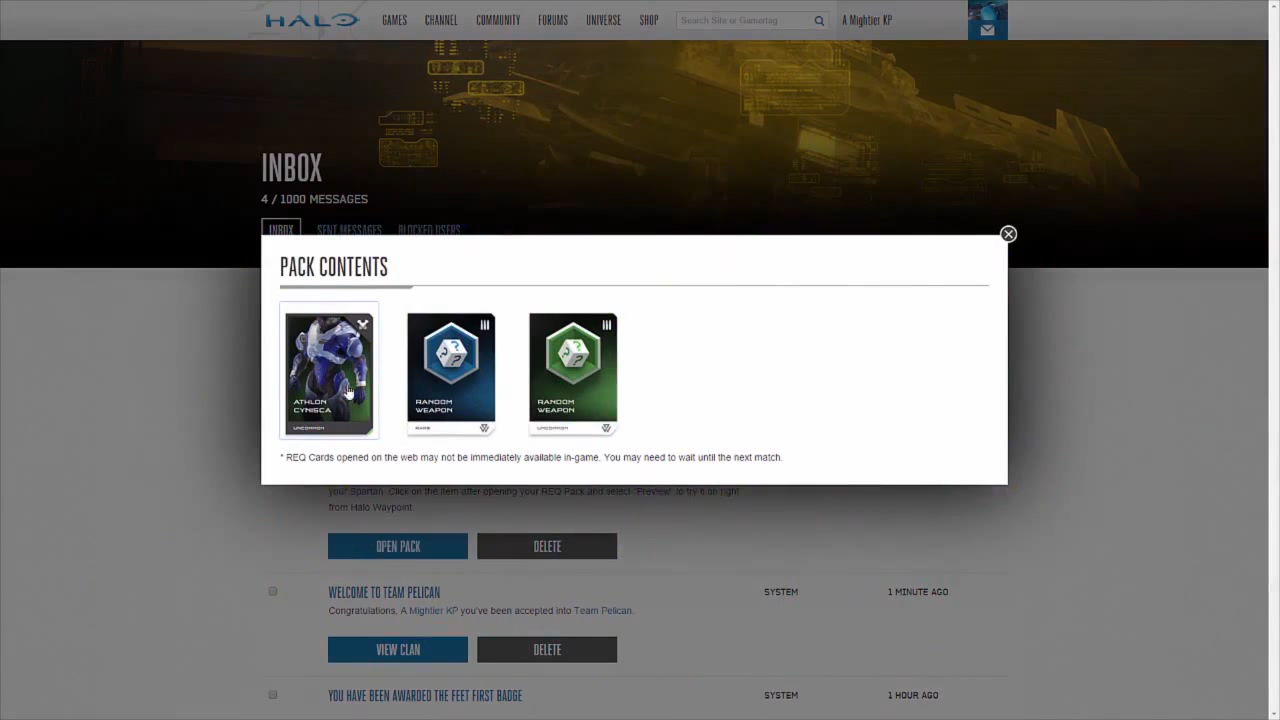 HALO
GAMES
CHANNEL
COMMUNITY
FORUMS
UNIVERSE
SHOP
Search Site or Gamertag
A Mightier KP
INBOX
4 / 1000 MESSAGES
INBOX
SENT MESSAGES
BLOCKED USERS
PACK CONTENTS
ATHLON
CYNISCA
UNCOMMON
RANDOM
WEAPON
RARE
RANDOM
WEAPON
UNCOMMON
* REQ Cards opened on the web may not be immediately available in-game. You may need to wait until the next match.
your Spartan. Click on the item after opening your REQ Pack and select "Preview" to try it on right
from Halo Waypoint.
OPEN PACK
DELETE
WELCOME TO TEAM PELICAN
SYSTEM
1 MINUTE AGO
Congratulations, A Mightier KP you've been accepted into Team Pelican.
VIEW CLAN
DELETE
YOU HAVE BEEN AWARDED THE FEET FIRST BADGE
SYSTEM
1 HOUR AGO